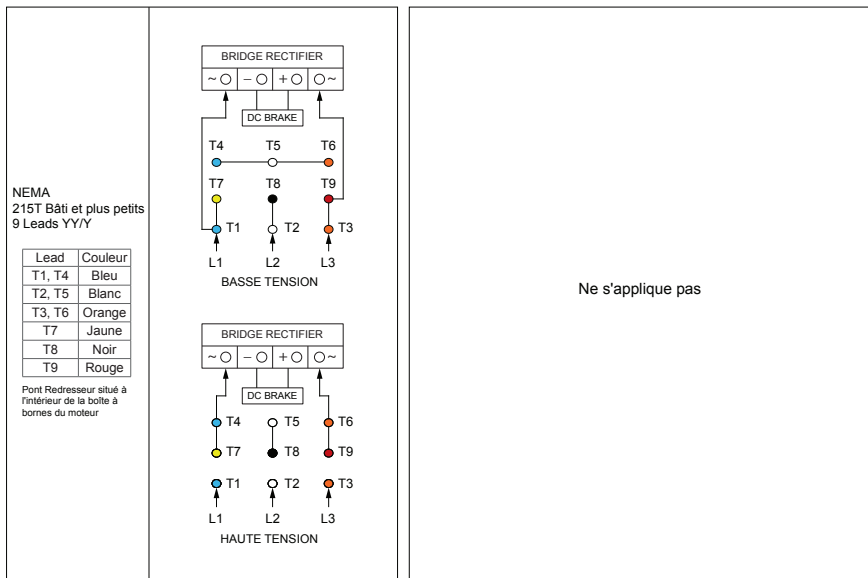 NEMA
215T Bâti et plus petits
9 Leads YY/Y
Lead Couleur
T1, T4 Bleu
T2, T5 Blanc
T3, T6 Orange
T7 Jaune
T8 Noir
T9 Rouge
Pont Redresseur situé à
l'intérieur de la boîte à
bornes du moteur
BRIDGE RECTIFIER
~ – + ~
DC BRAKE
T4 T5 T6
T7 T8 T9
T1 T2 T3
L1 L2 L3
BASSE TENSION
BRIDGE RECTIFIER
~ – + ~
DC BRAKE
T4 T5 T6
T7 T8 T9
T1 T2 T3
L1 L2 L3
HAUTE TENSION
Ne s'applique pas